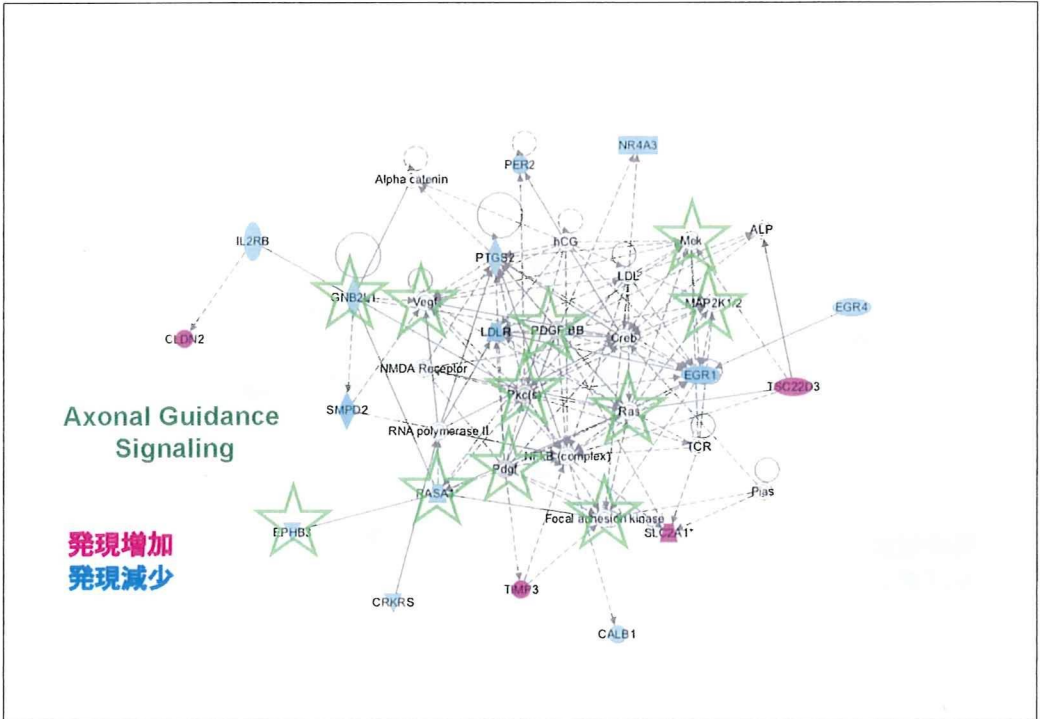 NR4A3
PER2
Alpha catenin
IL2RB
hCG
Mek
ALP
PTGS2
LDL
GNB2L1
Vegf
MAP2K1/2
EGR4
CLDN2
LDLR
PDGF BB
Creb
NMDA Receptor
EGR1
TSC22D3
Pkc(s)
Axonal Guidance
Signaling
SMPD2
Ras
RNA polymerase II
NFkB (complex)
TCR
Pdgf
RASA1
Pias
EPHB3
Focal adhesion kinase
SLC2A1*
発現増加
発現減少
CRKRS
TIMP3
CALB1